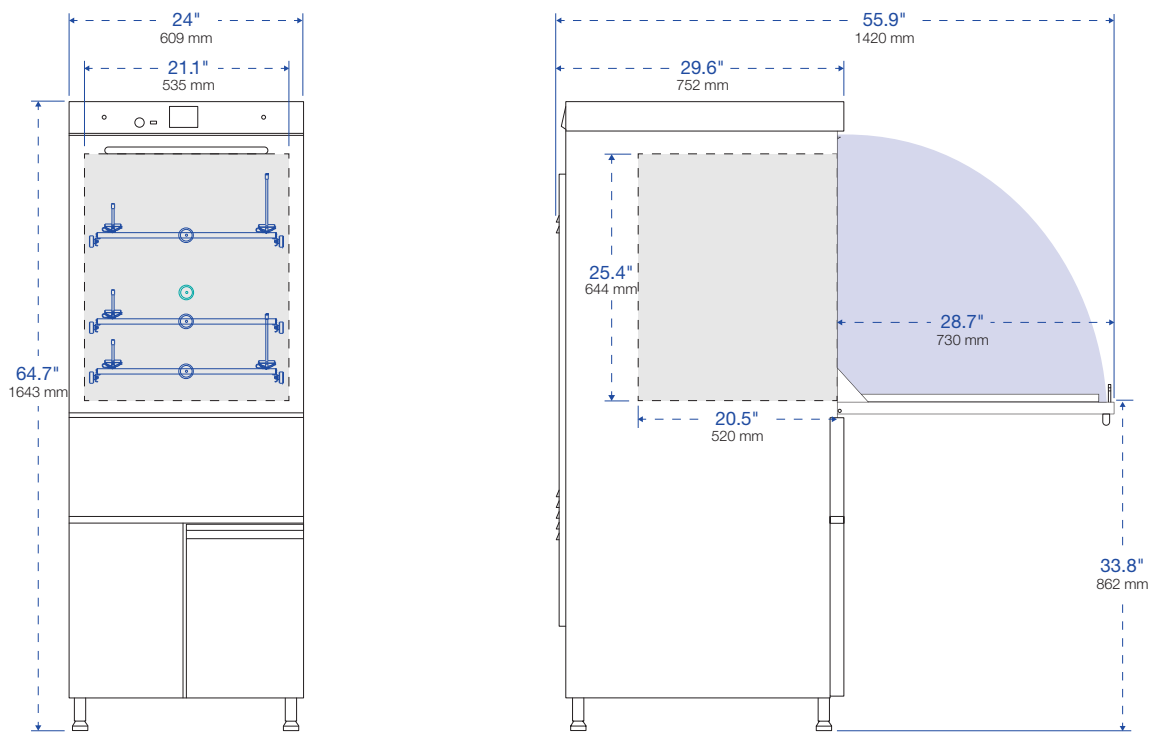 24"
609 mm
21.1"
535 mm
64.7"
1643 mm
55.9"
1420 mm
29.6"
752 mm
25.4"
644 mm
28.7"
730 mm
20.5"
520 mm
33.8"
862 mm